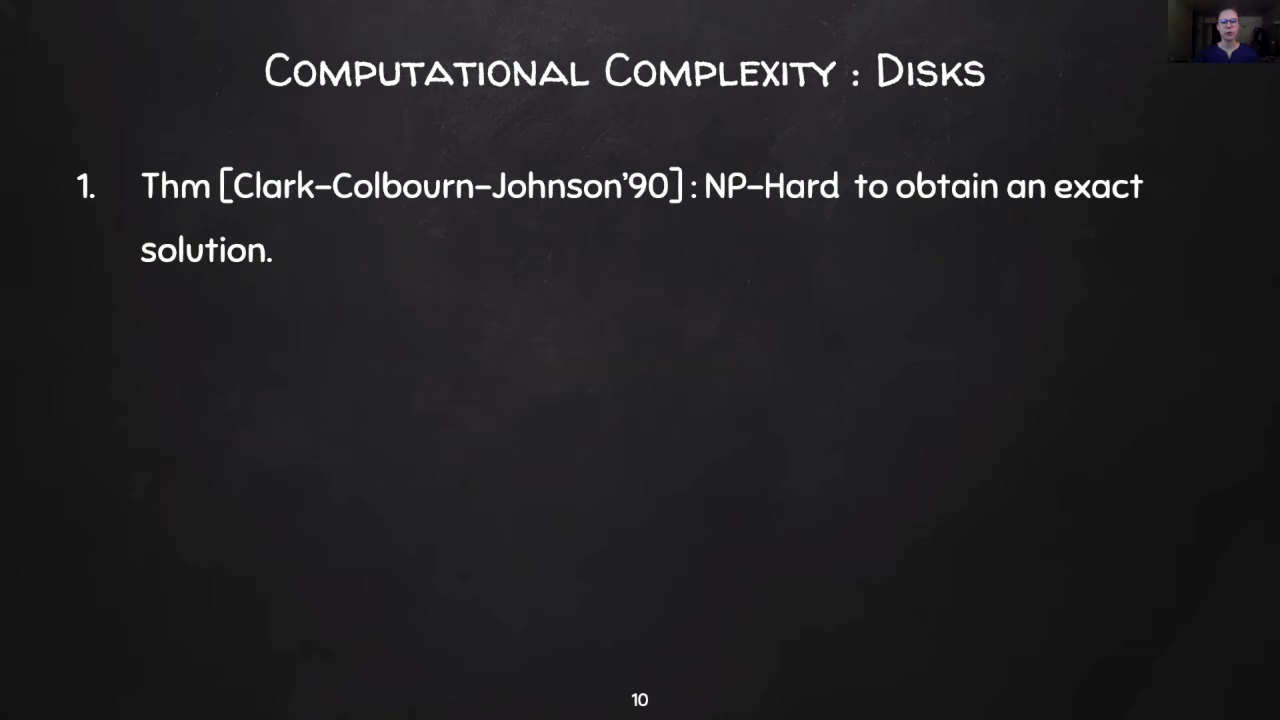 Computational Complexity : Disks
1. Thm [Clark-Colbourn-Johnson'90] : NP-Hard to obtain an exact
solution.
10